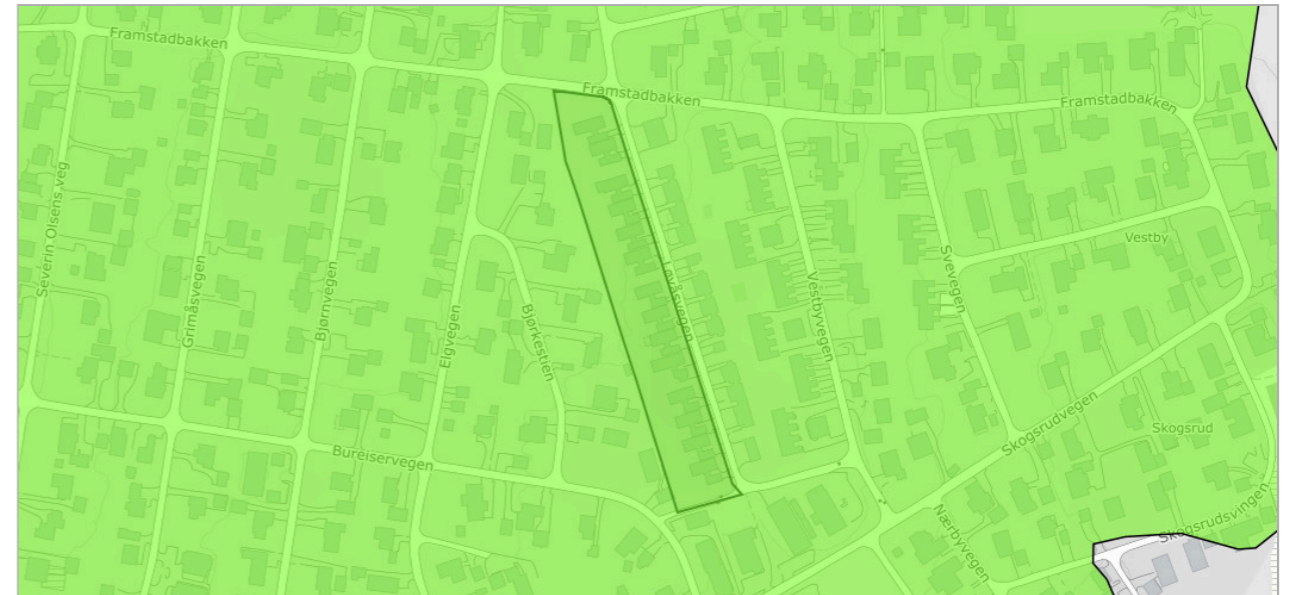 Framstadbakken
Framstadbakken
Framstadbakken
Severin Olsens veg
Grimåsvegen
Bjørnvegen
Elgvegen
Bjørkestien
Løvåsvegen
Vestbyvegen
Svevegen
Vestby
Skogsrudvegen
Skogsrud
Bureiservegen
Nærbyvegen
Skogsrudsvingen